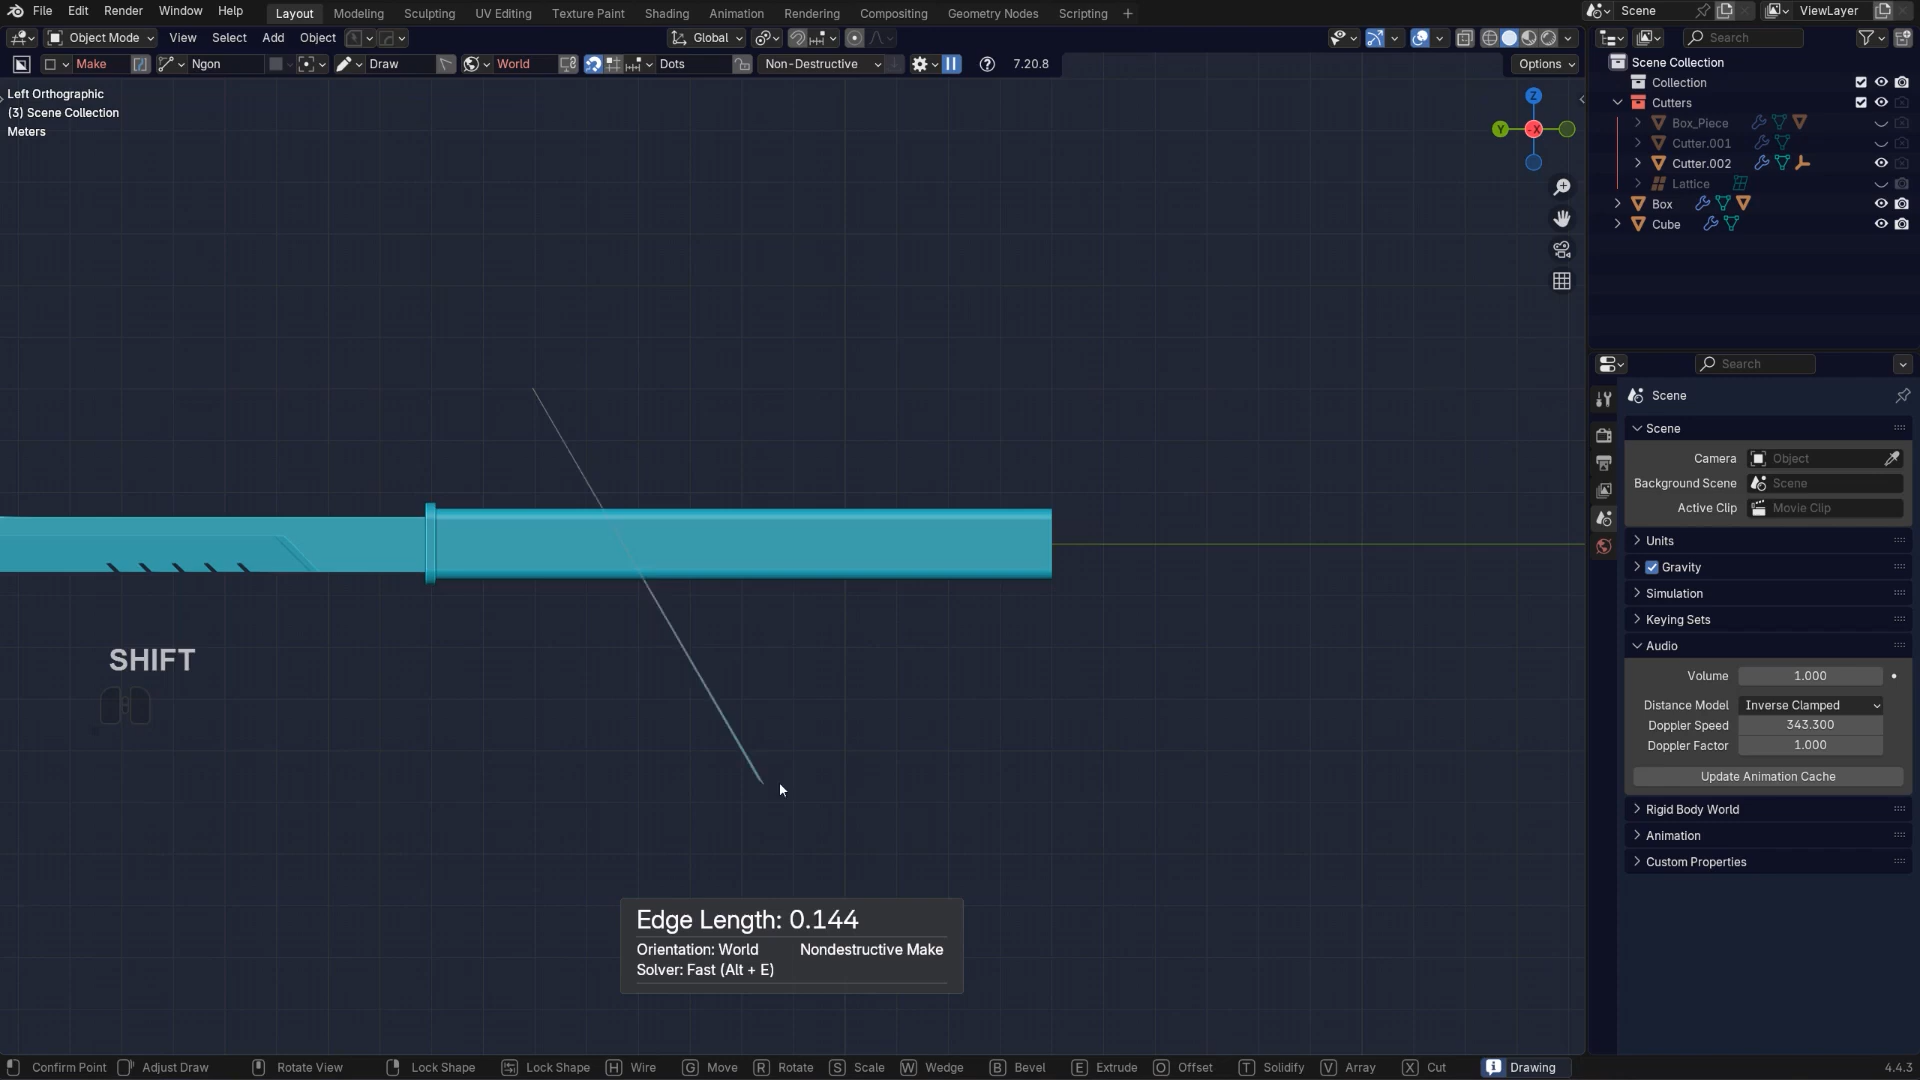 File Edit Render Window Help Layout Modeling Sculpting UV Editing Texture Paint Shading Animation Rendering Compositing Geometry Nodes Scripting + Scene ViewLayer
Object Mode View Select Add Object Global Search
Make Ngon Draw World Dots Non-Destructive 7.20.8 Options
Left Orthographic
(3) Scene Collection
Meters
Z
Y
-X
Scene Collection
Collection
Cutters
Box_Piece
Cutter.001
Cutter.002
Lattice
Box
Cube
Search
Scene
Scene
Camera Object
Background Scene Scene
Active Clip Movie Clip
Units
Gravity
Simulation
Keying Sets
Audio
Volume 1.000
Distance Model Inverse Clamped
Doppler Speed 343.300
Doppler Factor 1.000
Update Animation Cache
Rigid Body World
Animation
Custom Properties
SHIFT
Edge Length: 0.144
Orientation: World Nondestructive Make
Solver: Fast (Alt + E)
Confirm Point Adjust Draw Rotate View Lock Shape Lock Shape H Wire G Move R Rotate S Scale W Wedge B Bevel E Extrude O Offset T Solidify V Array X Cut Drawing 4.4.3